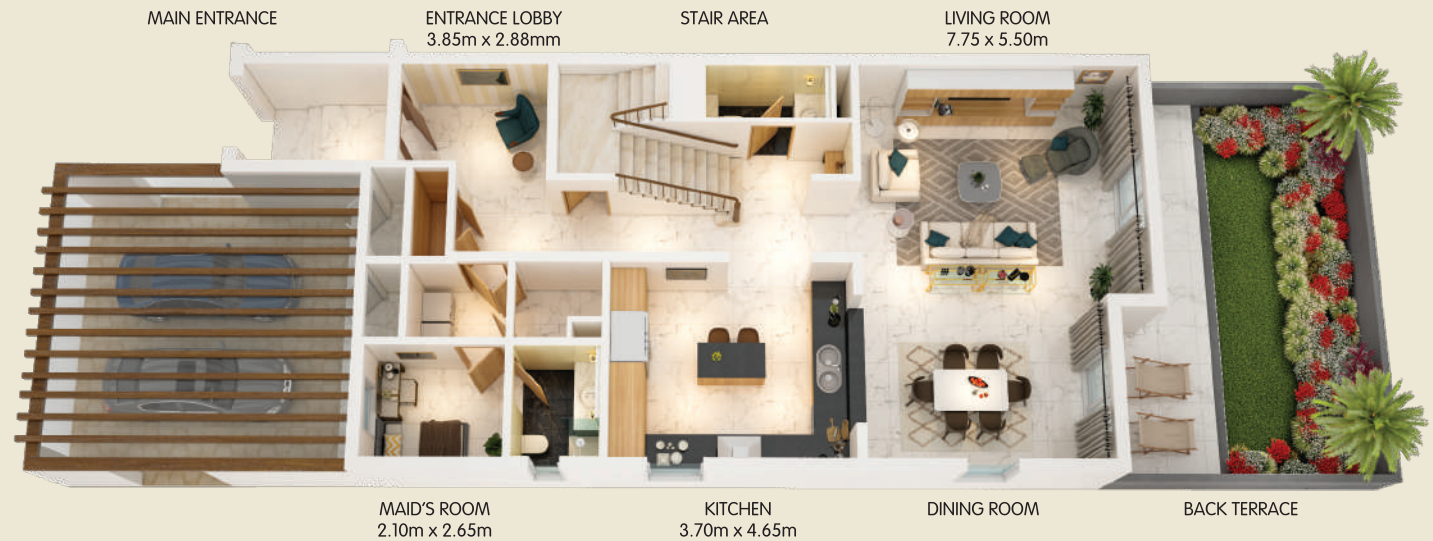 MAIN ENTRANCE
ENTRANCE LOBBY
3.85m x 2.88mm
STAIR AREA
LIVING ROOM
7.75 x 5.50m
MAID'S ROOM
2.10m x 2.65m
KITCHEN
3.70m x 4.65m
DINING ROOM
BACK TERRACE